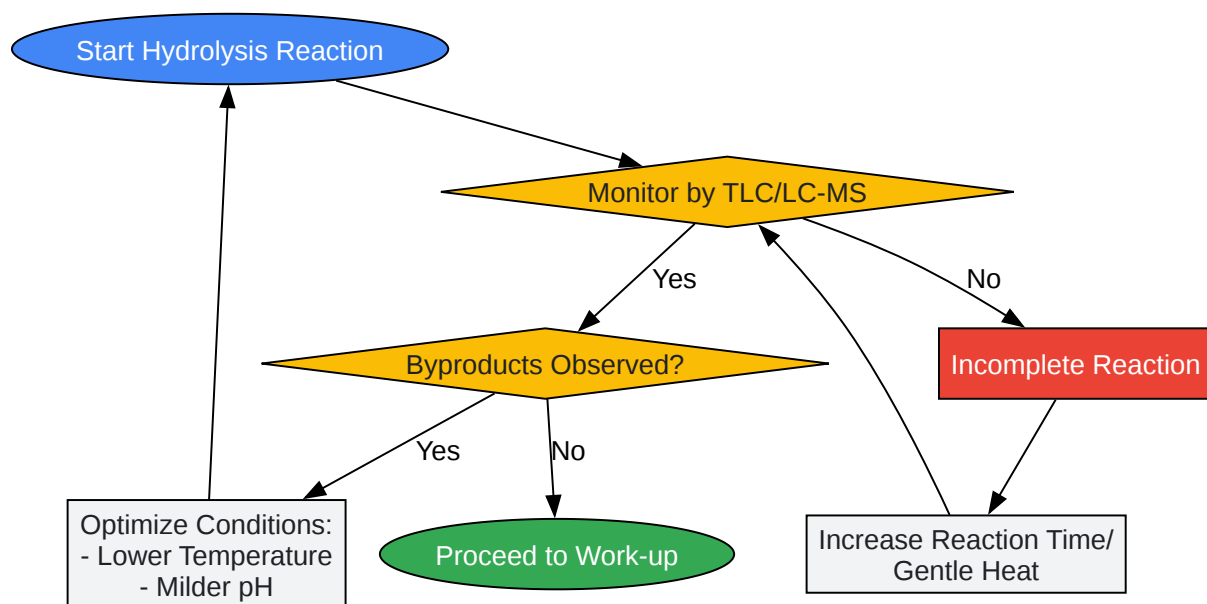 Start Hydrolysis Reaction
Monitor by TLC/LC-MS
Yes
No
Byproducts Observed?
Incomplete Reaction
Yes
No
Optimize Conditions:
- Lower Temperature
- Milder pH
Proceed to Work-up
Increase Reaction Time/
Gentle Heat